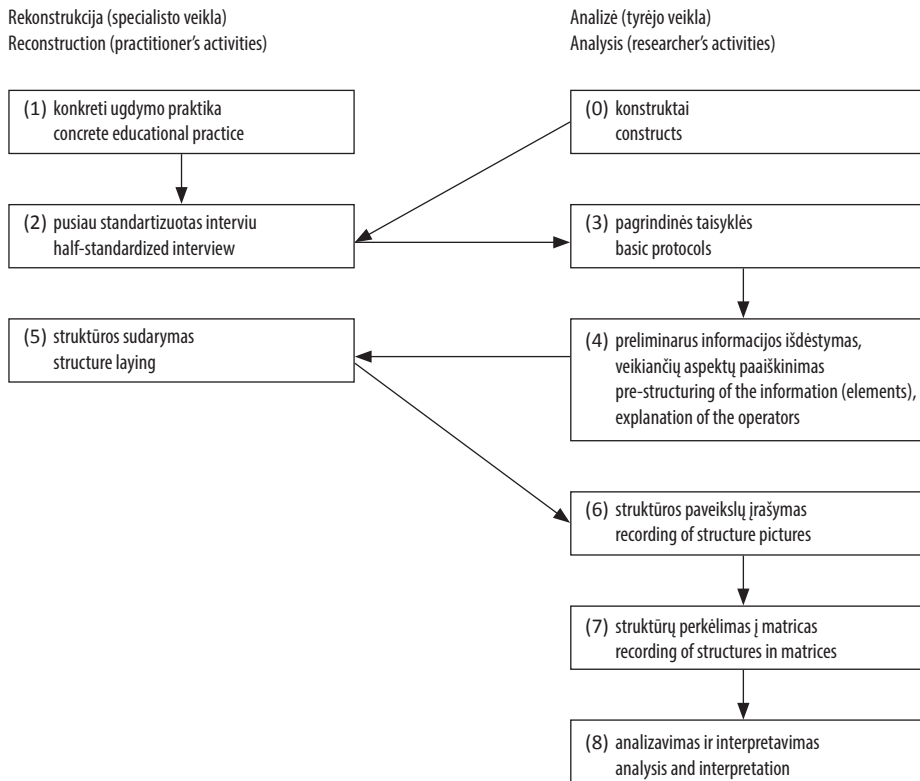 Rekonstrukcija (specialisto veikla)
Reconstruction (practitioner's activities)
Analizė (tyrėjo veikla)
Analysis (researcher's activities)
(1) konkreti ugdymo praktika
concrete educational practice
(0) konstruktai
constructs
(2) pusiau standartizuotas interviu
half-standardized interview
(3) pagrindinės taisyklės
basic protocols
(5) struktūros sudarymas
structure laying
(4) preliminarus informacijos išdėstymas,
veikiančių aspektų paaiškinimas
pre-structuring of the information (elements),
explanation of the operators
(6) struktūros paveikslų įrašymas
recording of structure pictures
(7) struktūrų perkėlimas į matricas
recording of structures in matrices
(8) analizavimas ir interpretavimas
analysis and interpretation